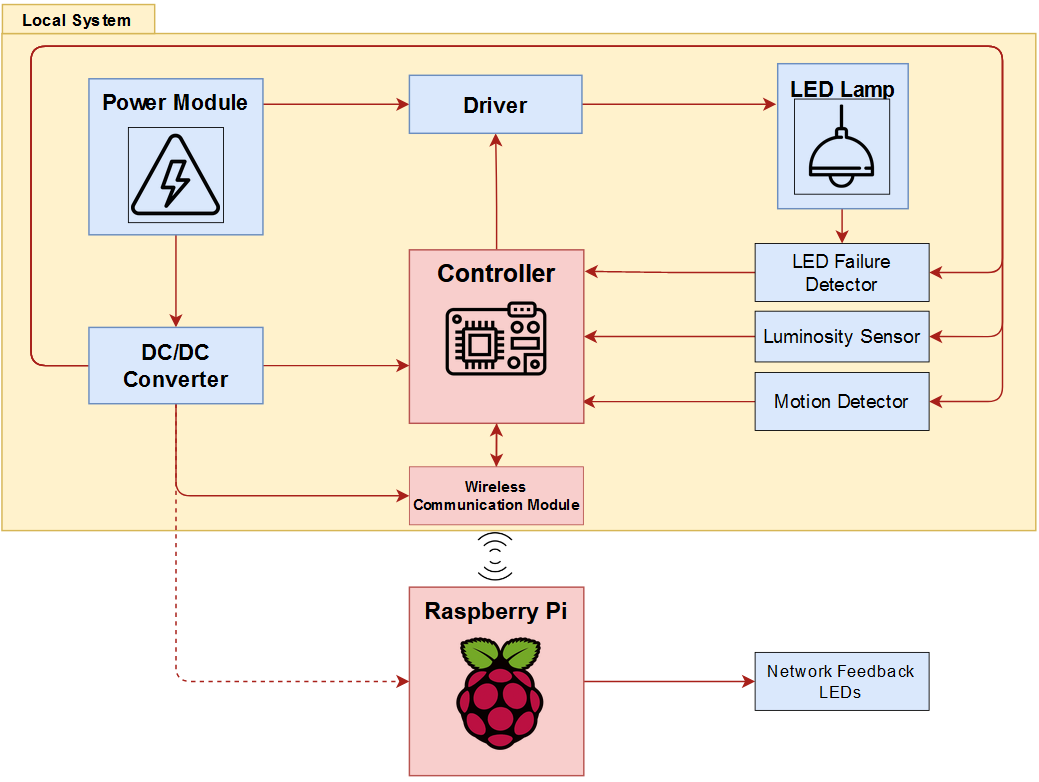 Local System
Power Module
Driver
LED Lamp
Controller
LED Failure
Detector
Luminosity Sensor
DC/DC
Converter
Motion Detector
Wireless
Communication Module
Raspberry Pi
Network Feedback
LEDs